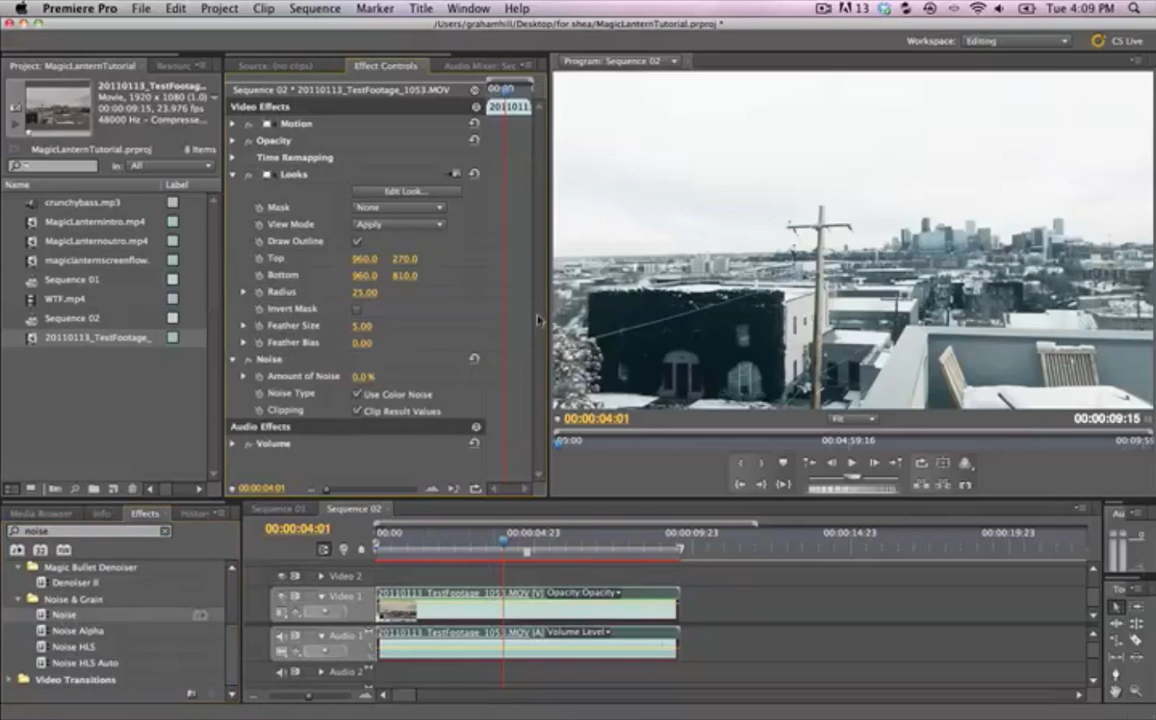 Premiere Pro File Edit Project Clip Sequence Marker Title Window Help 13 Tue 4:09 PM
/Users/grahamhill/Desktop/for shea/MagicLanternTutorial.prproj *
Workspace: Editing CS Live
Project: MagicLanternTutorial Resourc
Source: (no clips) Effect Controls Audio Mixer: Sec
Program: Sequence 02
20110113_TestFootag...
Movie, 1920 x 1080 (1.0)
00:00:09:15, 23.976 fps
48000 Hz - Compresse...
MagicLanternTutorial.prproj 8 Items
In: All
Name Label
crunchybass.mp3
MagicLanternintro.mp4
MagicLanternoutro.mp4
magiclanternscreenflow.
Sequence 01
WTF.mp4
Sequence 02
20110113_TestFootage_
Sequence 02 * 20110113_TestFootage_1053.MOV 00:00
Video Effects 2011011
Motion
Opacity
Time Remapping
Looks
Edit Look...
Mask None
View Mode Apply
Draw Outline
Top 960.0 270.0
Bottom 960.0 810.0
Radius 25.00
Invert Mask
Feather Size 5.00
Feather Bias 0.00
Noise
Amount of Noise 0.0 %
Noise Type Use Color Noise
Clipping Clip Result Values
Audio Effects
Volume
00:00:04:01
00:00:04:01 Fit 00:00:09:15
00:00 00:04:59:16 00:09:59
Media Browser Info Effects Histor
noise
Magic Bullet Denoiser
Denoiser II
Noise & Grain
Noise
Noise Alpha
Noise HLS
Noise HLS Auto
Video Transitions
Sequence 01 Sequence 02
00:00:04:01 00:00 00:00:04:23 00:00:09:23 00:00:14:23 00:00:19:23
Video 2
Video 1 20110113_TestFootage_1053.MOV [V] Opacity:Opacity
Audio 1 20110113_TestFootage_1053.MOV [A] Volume:Level
Audio 2
Au
0
To